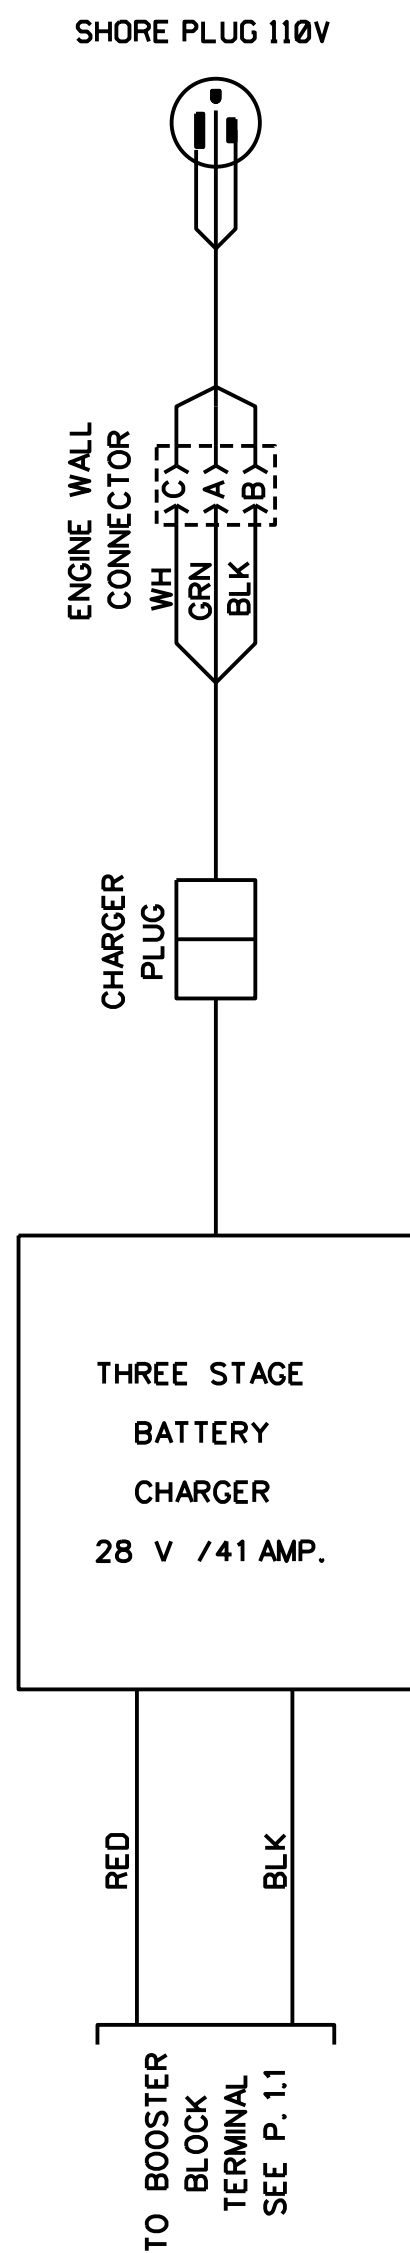 SHORE PLUG 110V
ENGINE WALL
CONNECTOR
C
A
B
WH
GRN
BLK
CHARGER
PLUG
THREE STAGE
BATTERY
CHARGER
28 V /41 AMP.
RED
BLK
TO BOOSTER
BLOCK
TERMINAL
SEE P. 1.1